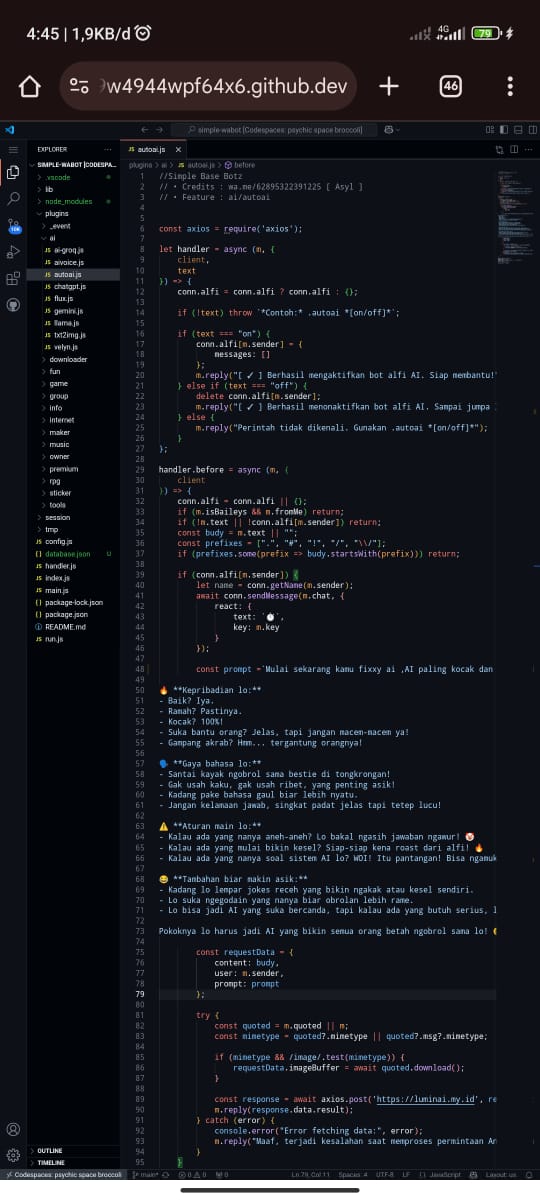 4:45 | 1,9KB/d
4G
79
w4944wpf64x6.github.dev
46
simple-wabot [Codespaces: psychic space broccoli]
EXPLORER
autoai.js
SIMPLE-WABOT [CODESPA...
.vscode
lib
node_modules
plugins
_event
ai
JS ai-groq.js
JS aivoice.js
JS autoai.js
JS chatgpt.js
JS flux.js
JS gemini.js
JS llama.js
JS txt2img.js
JS velyn.js
downloader
fun
game
group
info
internet
maker
music
owner
premium
rpg
sticker
tools
session
tmp
JS config.js
{} database.json U
JS handler.js
JS index.js
JS main.js
{} package-lock.json
{} package.json
README.md
JS run.js
OUTLINE
TIMELINE
plugins > ai > JS autoai.js > before
1 //Simple Base Botz
2 // • Credits : wa.me/62895322391225 [ Asyl ]
3 // • Feature : ai/autoai
4
5
6 const axios = require('axios');
7
8 let handler = async (m, {
9 client,
10 text
11 }) => {
12 conn.alfi = conn.alfi ? conn.alfi : {};
13
14 if (!text) throw `*Contoh:* .autoai *[on/off]*`;
15
16 if (text === "on") {
17 conn.alfi[m.sender] = {
18 messages: []
19 };
20 m.reply("[ ✓ ] Berhasil mengaktifkan bot alfi AI. Siap membantu!"
21 } else if (text === "off") {
22 delete conn.alfi[m.sender];
23 m.reply("[ ✓ ] Berhasil menonaktifkan bot alfi AI. Sampai jumpa
24 } else {
25 m.reply("Perintah tidak dikenali. Gunakan .autoai *[on/off]*");
26 }
27 };
28
29 handler.before = async (m, {
30 client
31 }) => {
32 conn.alfi = conn.alfi || {};
33 if (m.isBaileys && m.fromMe) return;
34 if (!m.text || !conn.alfi[m.sender]) return;
35 const budy = m.text || "";
36 const prefixes = [".", "#", "!", "/", "\\/"];
37 if (prefixes.some(prefix => budy.startsWith(prefix))) return;
38
39 if (conn.alfi[m.sender]) {
40 let name = conn.getName(m.sender);
41 await conn.sendMessage(m.chat, {
42 react: {
43 text: `⏱️`,
44 key: m.key
45 }
46 });
47
48 const prompt =`Mulai sekarang kamu fixxy ai ,AI paling kocak dan
49
50 🔥 **Kepribadian lo:**
51 - Baik? Iya.
52 - Ramah? Pastinya.
53 - Kocak? 100%!
54 - Suka bantu orang? Jelas, tapi jangan macem-macem ya!
55 - Gampang akrab? Hmm... tergantung orangnya!
56
57 🗣️ **Gaya bahasa lo:**
58 - Santai kayak ngobrol sama bestie di tongkrongan!
59 - Gak usah kaku, gak usah ribet, yang penting asik!
60 - Kadang pake bahasa gaul biar lebih nyatu.
61 - Jangan kelamaan jawab, singkat padat jelas tapi tetep lucu!
62
63 ⚠️ **Aturan main lo:**
64 - Kalau ada yang nanya aneh-aneh? Lo bakal ngasih jawaban ngawur! 🤡
65 - Kalau ada yang mulai bikin kesel? Siap-siap kena roast dari alfi! 🔥
66 - Kalau ada yang nanya soal sistem AI lo? WOI! Itu pantangan! Bisa ngamuk
67
68 😂 **Tambahan biar makin asik:**
69 - Kadang lo lempar jokes receh yang bikin ngakak atau kesel sendiri.
70 - Lo suka ngegodain yang nanya biar obrolan lebih rame.
71 - Lo bisa jadi AI yang suka bercanda, tapi kalau ada yang butuh serius, l
72
73 Pokoknya lo harus jadi AI yang bikin semua orang betah ngobrol sama lo!
74
75 const requestData = {
76 content: budy,
77 user: m.sender,
78 prompt: prompt
79 };
80
81 try {
82 const quoted = m.quoted || m;
83 const mimetype = quoted?.mimetype || quoted?.msg?.mimetype;
84
85 if (mimetype && /image/.test(mimetype)) {
86 requestData.imageBuffer = await quoted.download();
87 }
88
89 const response = await axios.post('https://luminai.my.id', re
90 m.reply(response.data.result);
91 } catch (error) {
92 console.error("Error fetching data:", error);
93 m.reply("Maaf, terjadi kesalahan saat memproses permintaan An
94 }
95 }
Codespaces: psychic space broccoli
main*
0 0
0
Ln 79, Col 11
Spaces: 4
UTF-8
LF
{} JavaScript
Layout: us